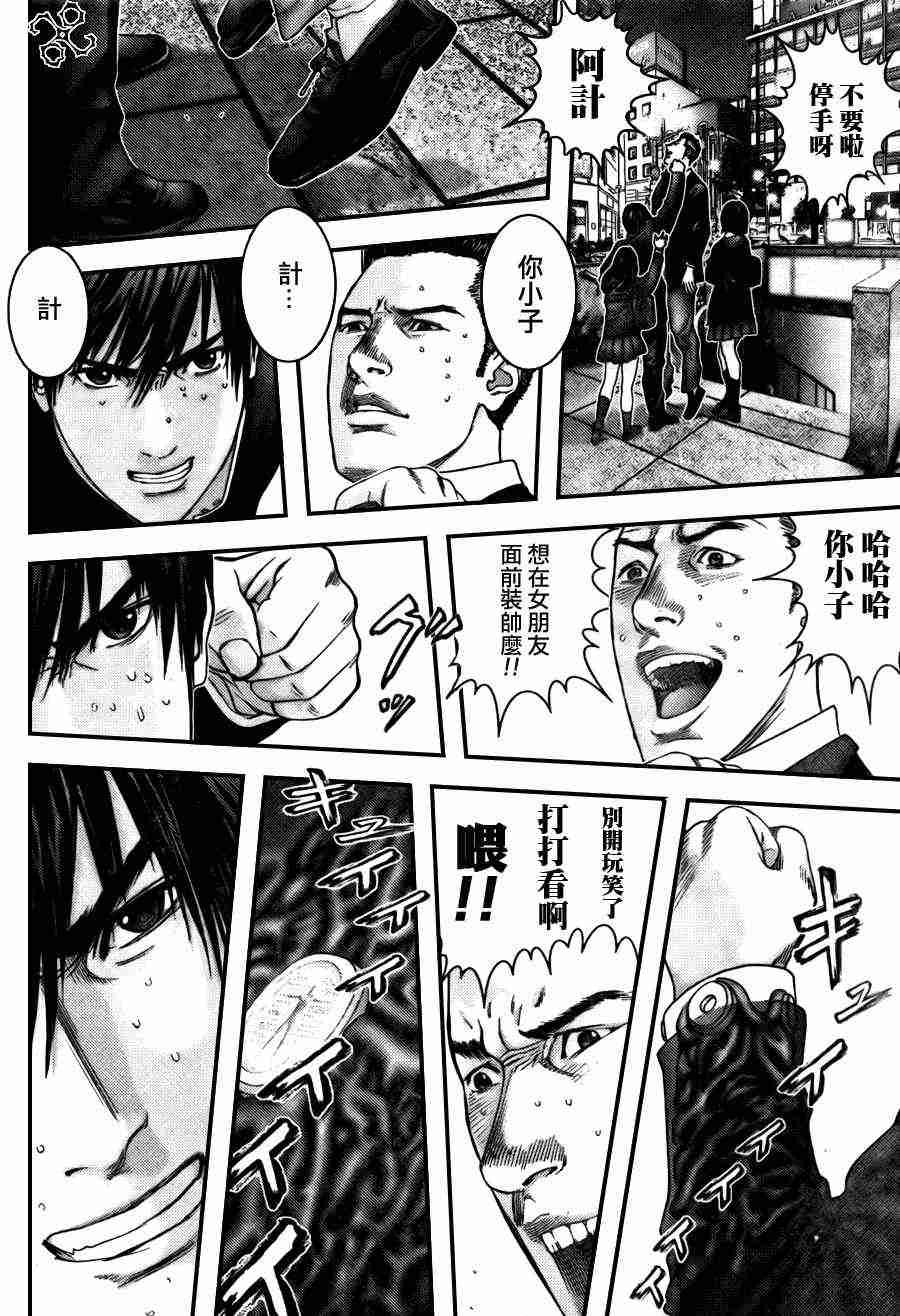 不要啦
停手呀
阿計
你小子
計…
計
哈哈哈
你小子
想在女朋友
面前裝帥麼!!
グッ
別開玩笑了
打打看啊
喂!!
キュイイイイイ
キュイイイイイ